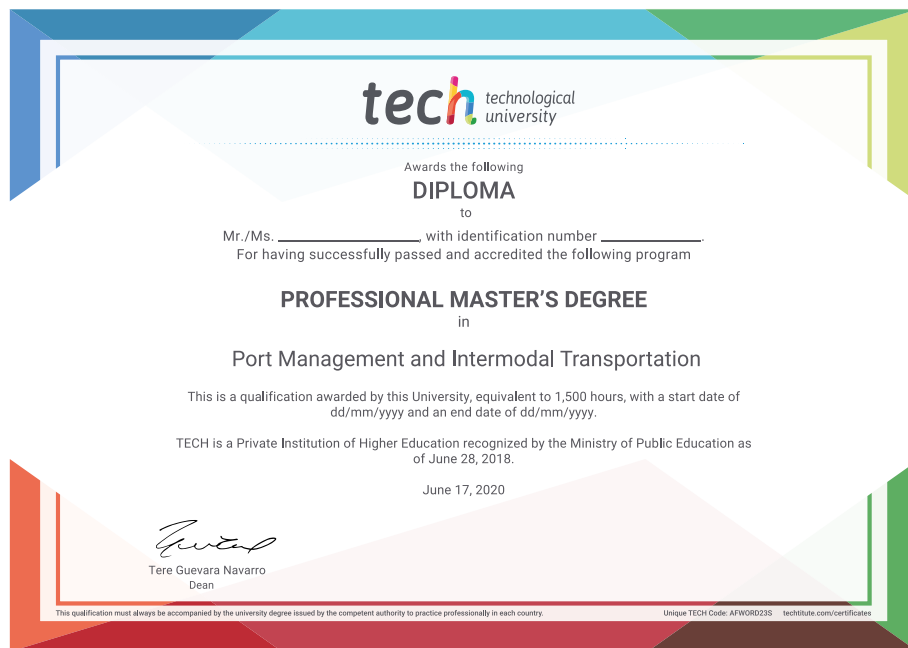 tech technological
university
Awards the following
DIPLOMA
to
Mr./Ms. ____________________, with identification number ______________.
For having successfully passed and accredited the following program
PROFESSIONAL MASTER'S DEGREE
in
Port Management and Intermodal Transportation
This is a qualification awarded by this University, equivalent to 1,500 hours, with a start date of
dd/mm/yyyy and an end date of dd/mm/yyyy.
TECH is a Private Institution of Higher Education recognized by the Ministry of Public Education as
of June 28, 2018.
June 17, 2020
Tere Guevara Navarro
Dean
This qualification must always be accompanied by the university degree issued by the competent authority to practice professionally in each country.
Unique TECH Code: AFWORD23S techtitute.com/certificates